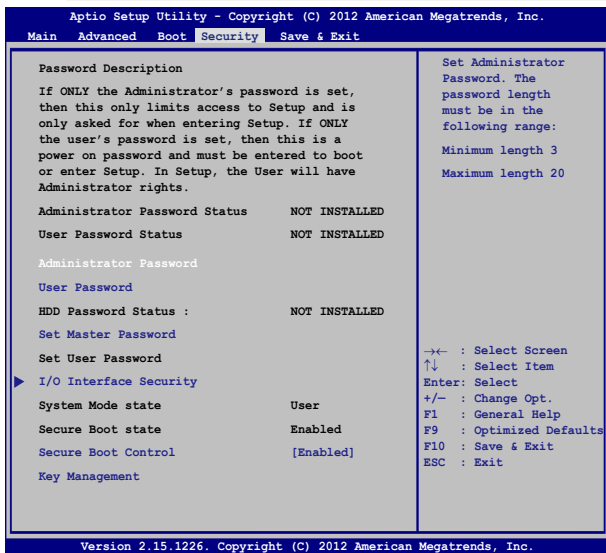 Aptio Setup Utility - Copyright (C) 2012 American Megatrends, Inc.
Main Advanced Boot Security Save & Exit
Password Description
If ONLY the Administrator's password is set,
then this only limits access to Setup and is
only asked for when entering Setup. If ONLY
the user's password is set, then this is a
power on password and must be entered to boot
or enter Setup. In Setup, the User will have
Administrator rights.
Administrator Password Status NOT INSTALLED
User Password Status NOT INSTALLED
Administrator Password
User Password
HDD Password Status : NOT INSTALLED
Set Master Password
Set User Password
I/O Interface Security
System Mode state User
Secure Boot state Enabled
Secure Boot Control [Enabled]
Key Management
Set Administrator
Password. The
password length
must be in the
following range:
Minimum length 3
Maximum length 20
→← : Select Screen
↑↓ : Select Item
Enter: Select
+/— : Change Opt.
F1 : General Help
F9 : Optimized Defaults
F10 : Save & Exit
ESC : Exit
Version 2.15.1226. Copyright (C) 2012 American Megatrends, Inc.